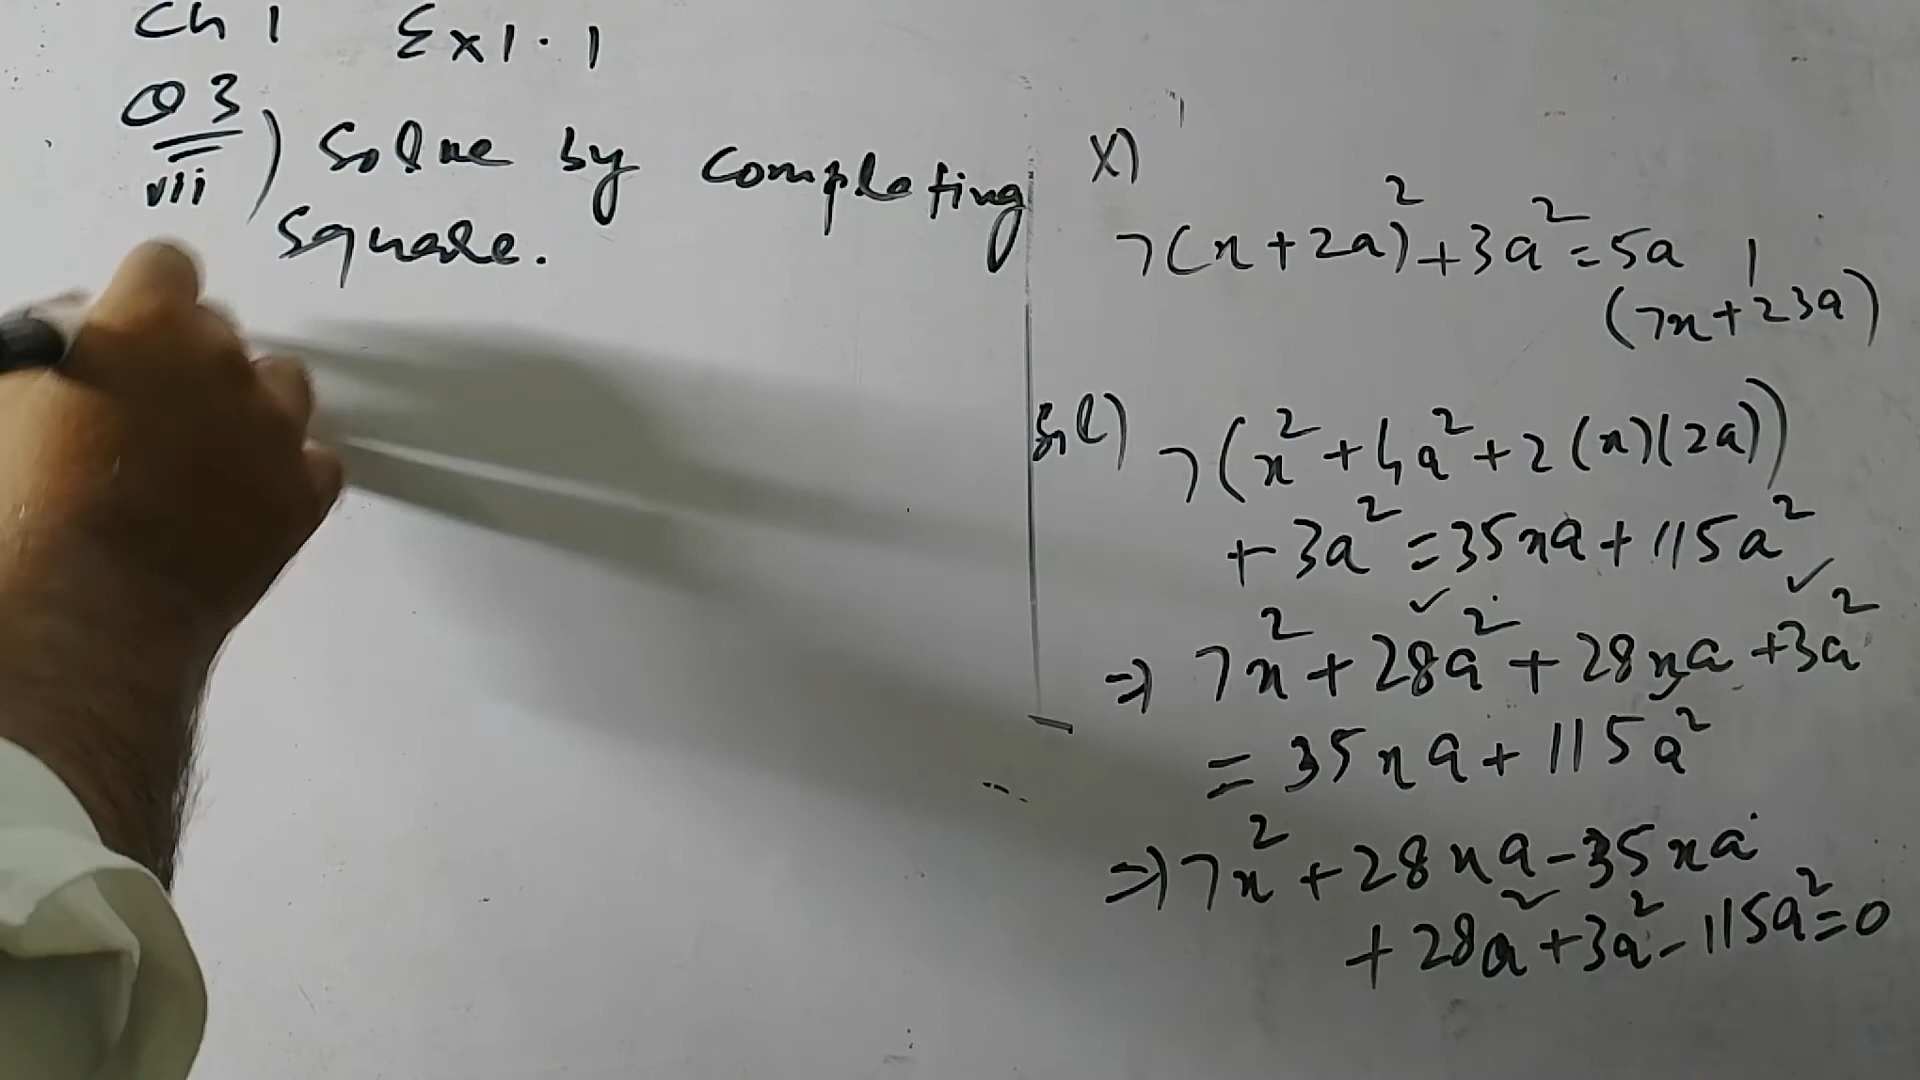 Ch 1 Ex 1.1
Q3
vii) Solve by completing
square.
x)
7(x+2a)²+3a²=5a
(7x+23a)
Sol) 7(x²+4a²+2(x)(2a))
+3a²=35xa+115a²
⇒ 7x²+28a²+28xa+3a²
= 35xa+115a²
⇒ 7x²+28xa-35xa
+28a²+3a²-115a²=0